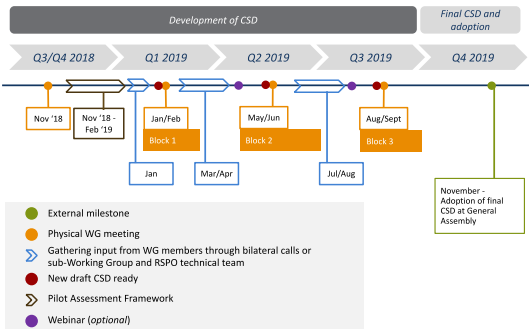 Development of CSD
Final CSD and
adoption
Q3/Q4 2018
Q1 2019
Q2 2019
Q3 2019
Q4 2019
Nov ‘18
Nov ‘18 -
Feb ‘19
Jan/Feb
Block 1
May/Jun
Block 2
Aug/Sept
Block 3
Jan
Mar/Apr
Jul/Aug
November -
Adoption of final
CSD at General
Assembly
External milestone
Physical WG meeting
Gathering input from WG members through bilateral calls or
sub-Working Group and RSPO technical team
New draft CSD ready
Pilot Assessment Framework
Webinar (optional)